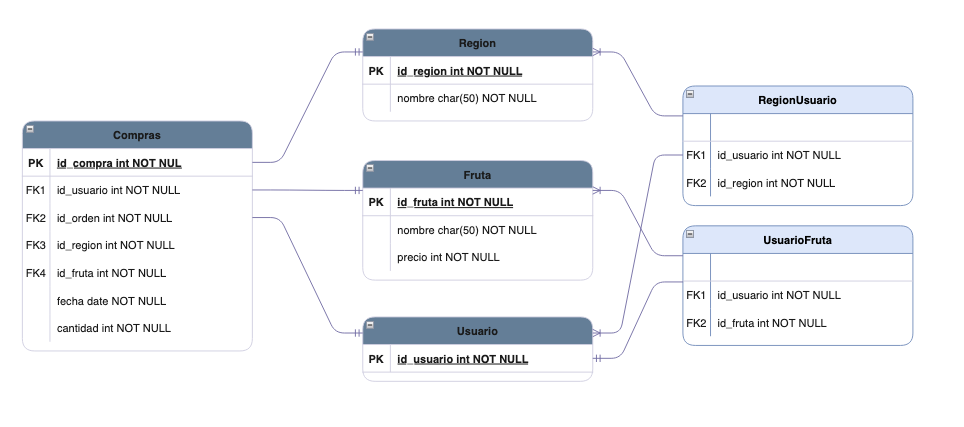 Region
PK id_region int NOT NULL
nombre char(50) NOT NULL
RegionUsuario
FK1 id_usuario int NOT NULL
FK2 id_region int NOT NULL
Compras
PK id_compra int NOT NUL
FK1 id_usuario int NOT NULL
FK2 id_orden int NOT NULL
FK3 id_region int NOT NULL
FK4 id_fruta int NOT NULL
fecha date NOT NULL
cantidad int NOT NULL
Fruta
PK id_fruta int NOT NULL
nombre char(50) NOT NULL
precio int NOT NULL
UsuarioFruta
FK1 id_usuario int NOT NULL
FK2 id_fruta int NOT NULL
Usuario
PK id_usuario int NOT NULL